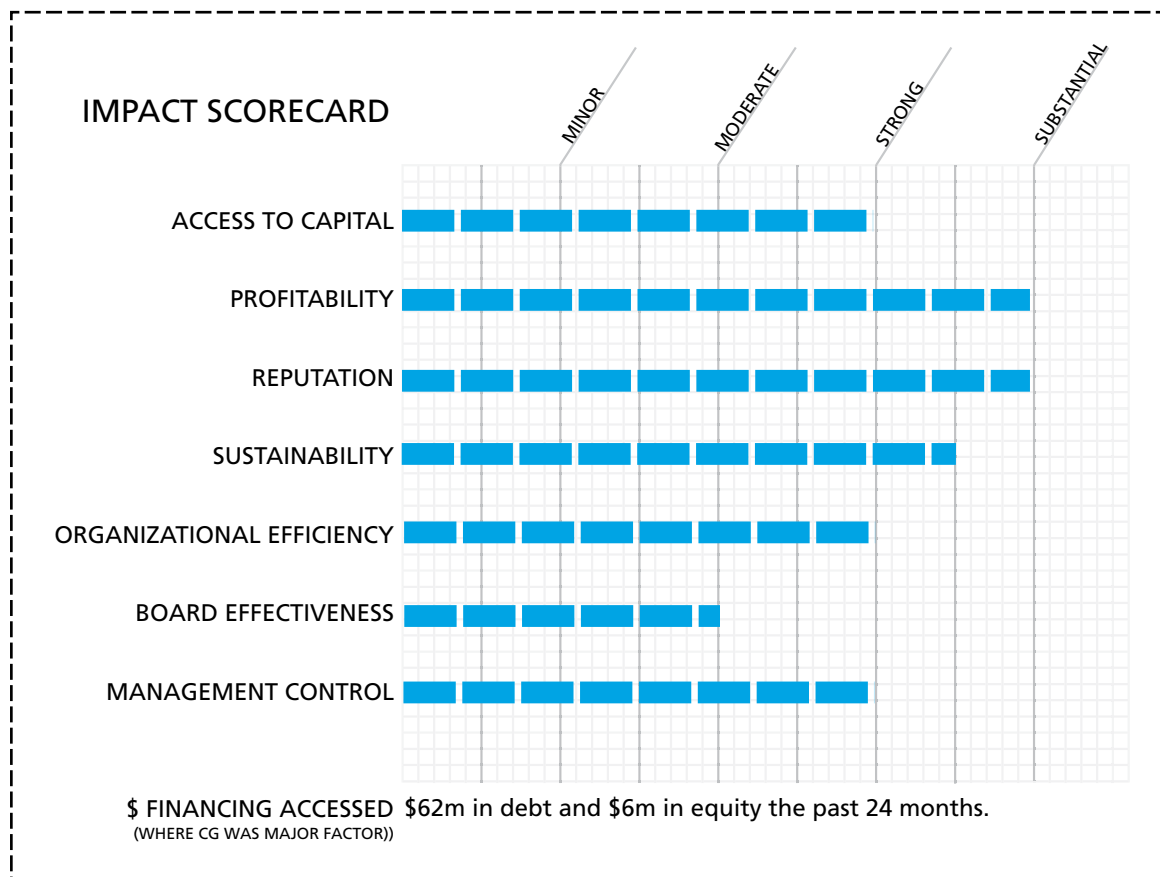 IMPACT SCORECARD
MINOR
MODERATE
STRONG
SUBSTANTIAL
ACCESS TO CAPITAL
PROFITABILITY
REPUTATION
SUSTAINABILITY
ORGANIZATIONAL EFFICIENCY
BOARD EFFECTIVENESS
MANAGEMENT CONTROL
$ FINANCING ACCESSED $62m in debt and $6m in equity the past 24 months.
(WHERE CG WAS MAJOR FACTOR))